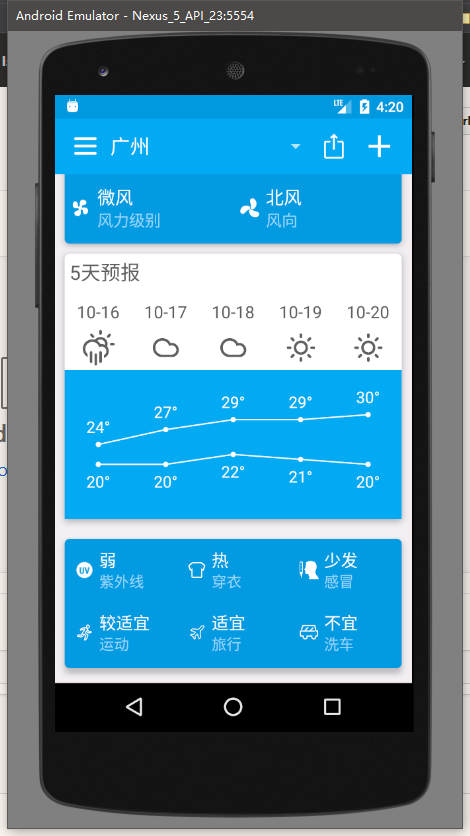 Android Emulator - Nexus_5_API_23:5554
LTE 4:20
广州
微风 北风
风力级别 风向
5天预报
10-16 10-17 10-18 10-19 10-20
24° 27° 29° 29° 30°
20° 20° 22° 21° 20°
UV 弱 热 少发
紫外线 穿衣 感冒
较适宜 适宜 不宜
运动 旅行 洗车